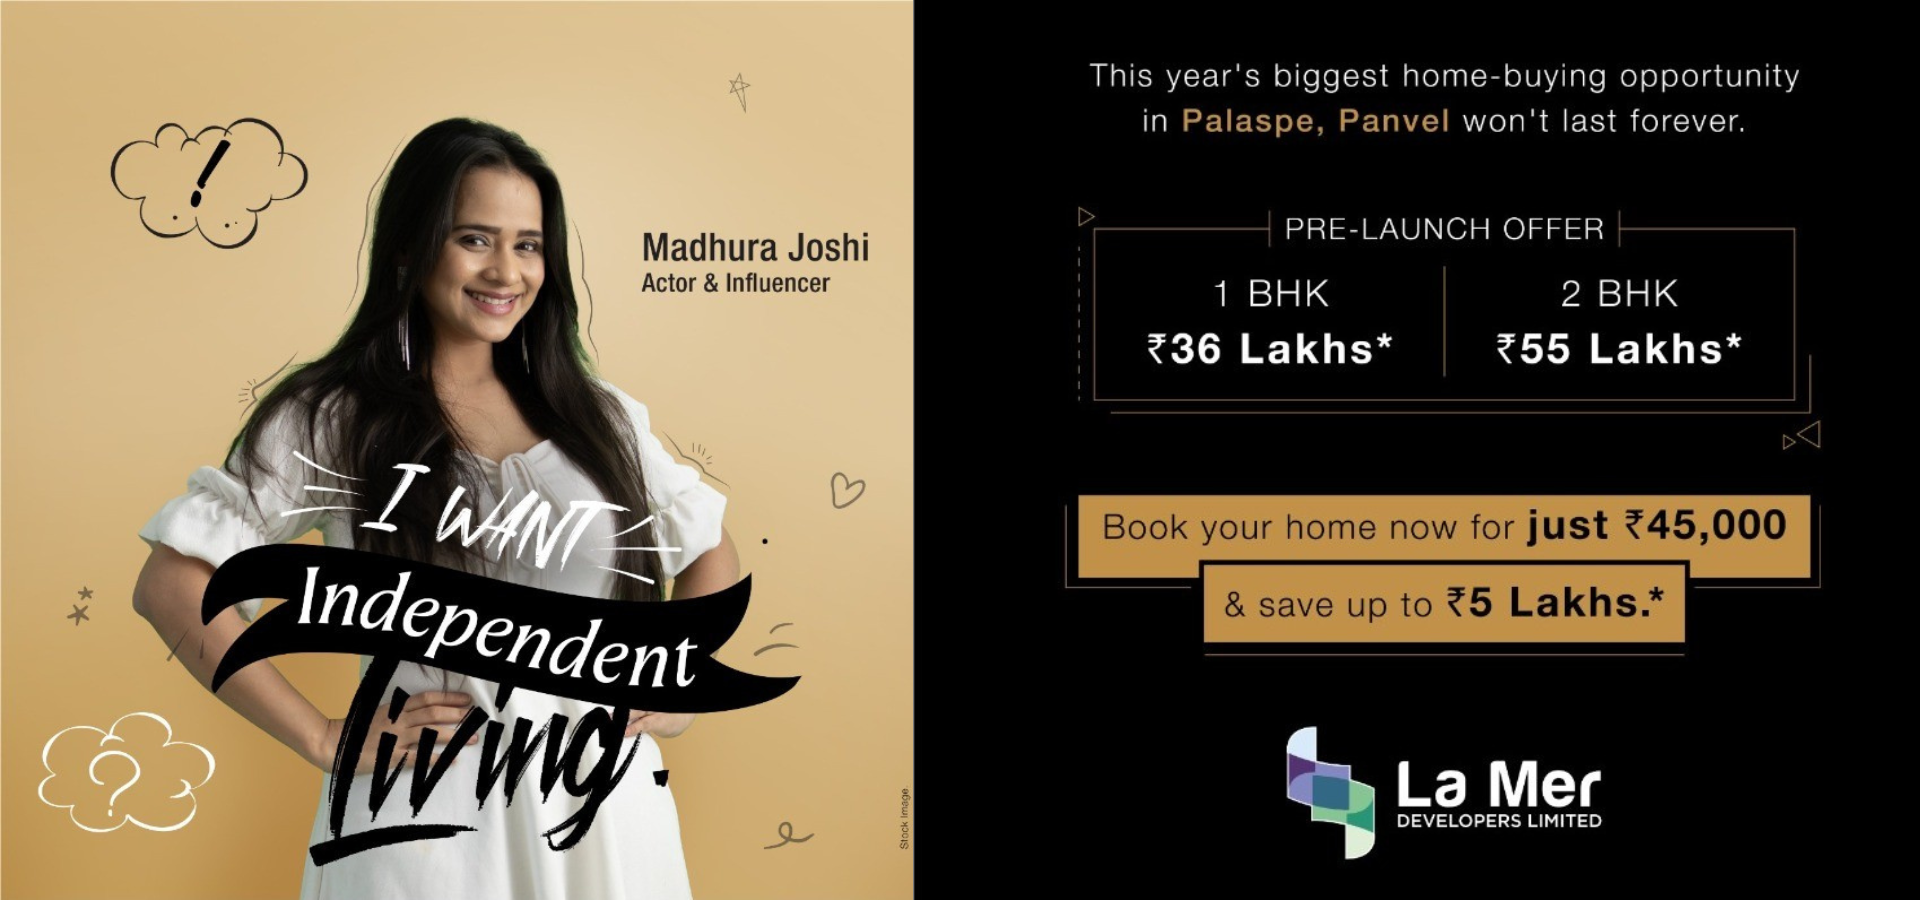 !
Madhura Joshi
Actor & Influencer
I WANT
Independent
Living.
?
Stock Image.
This year's biggest home-buying opportunity
in Palaspe, Panvel won't last forever.
PRE-LAUNCH OFFER
1 BHK
₹36 Lakhs*
2 BHK
₹55 Lakhs*
Book your home now for just ₹45,000
& save up to ₹5 Lakhs.*
La Mer
DEVELOPERS LIMITED